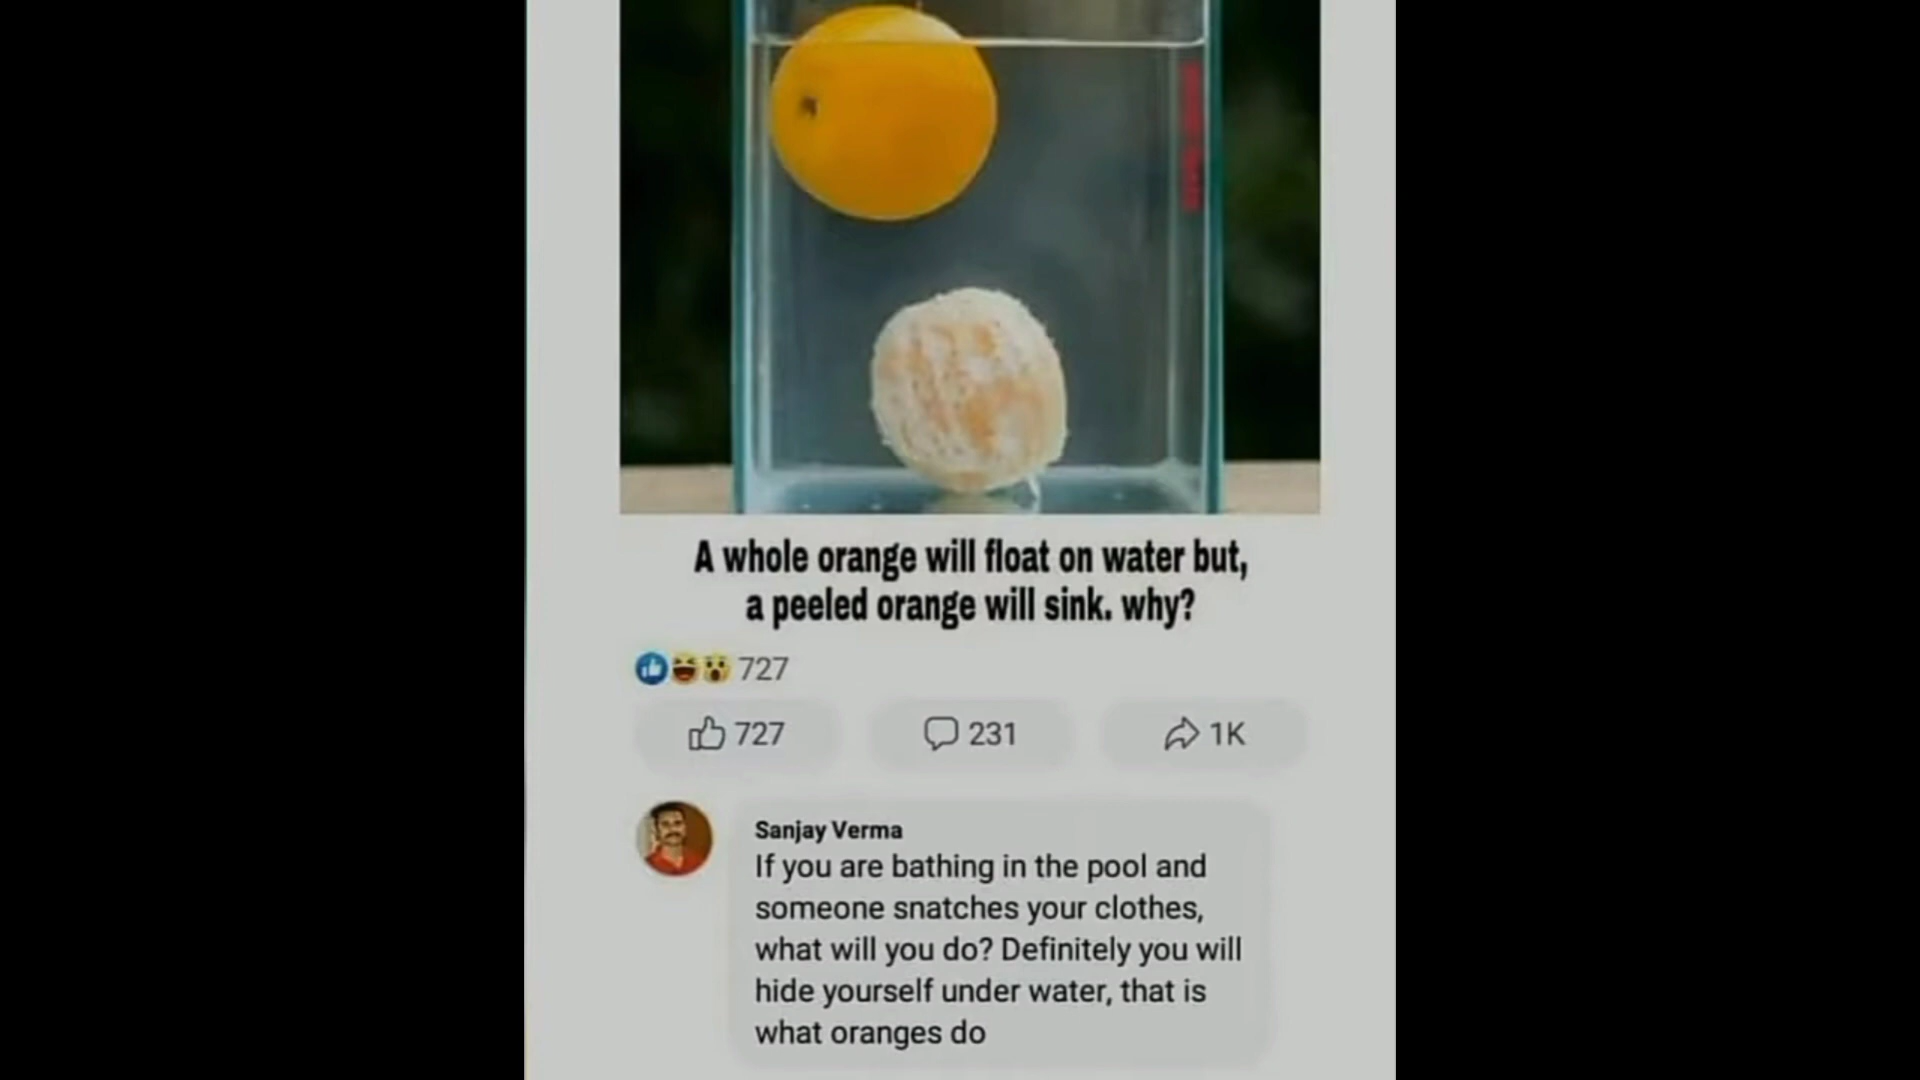 A whole orange will float on water but,
a peeled orange will sink. why?
727
727 231 1K
Sanjay Verma
If you are bathing in the pool and
someone snatches your clothes,
what will you do? Definitely you will
hide yourself under water, that is
what oranges do